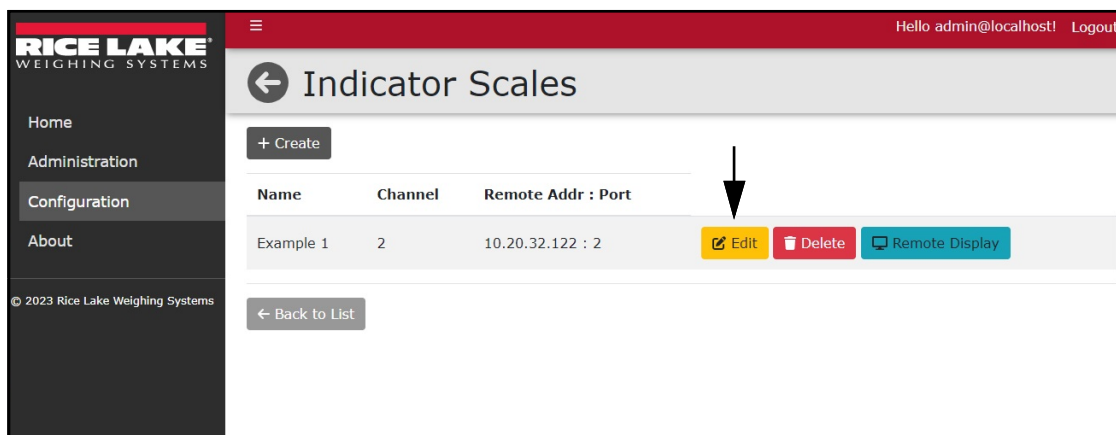 RICE LAKE
WEIGHING SYSTEMS
Home
Administration
Configuration
About
© 2023 Rice Lake Weighing Systems
Hello admin@localhost! Logout
Indicator Scales
+ Create
Name Channel Remote Addr : Port
Example 1 2 10.20.32.122 : 2 Edit Delete Remote Display
← Back to List